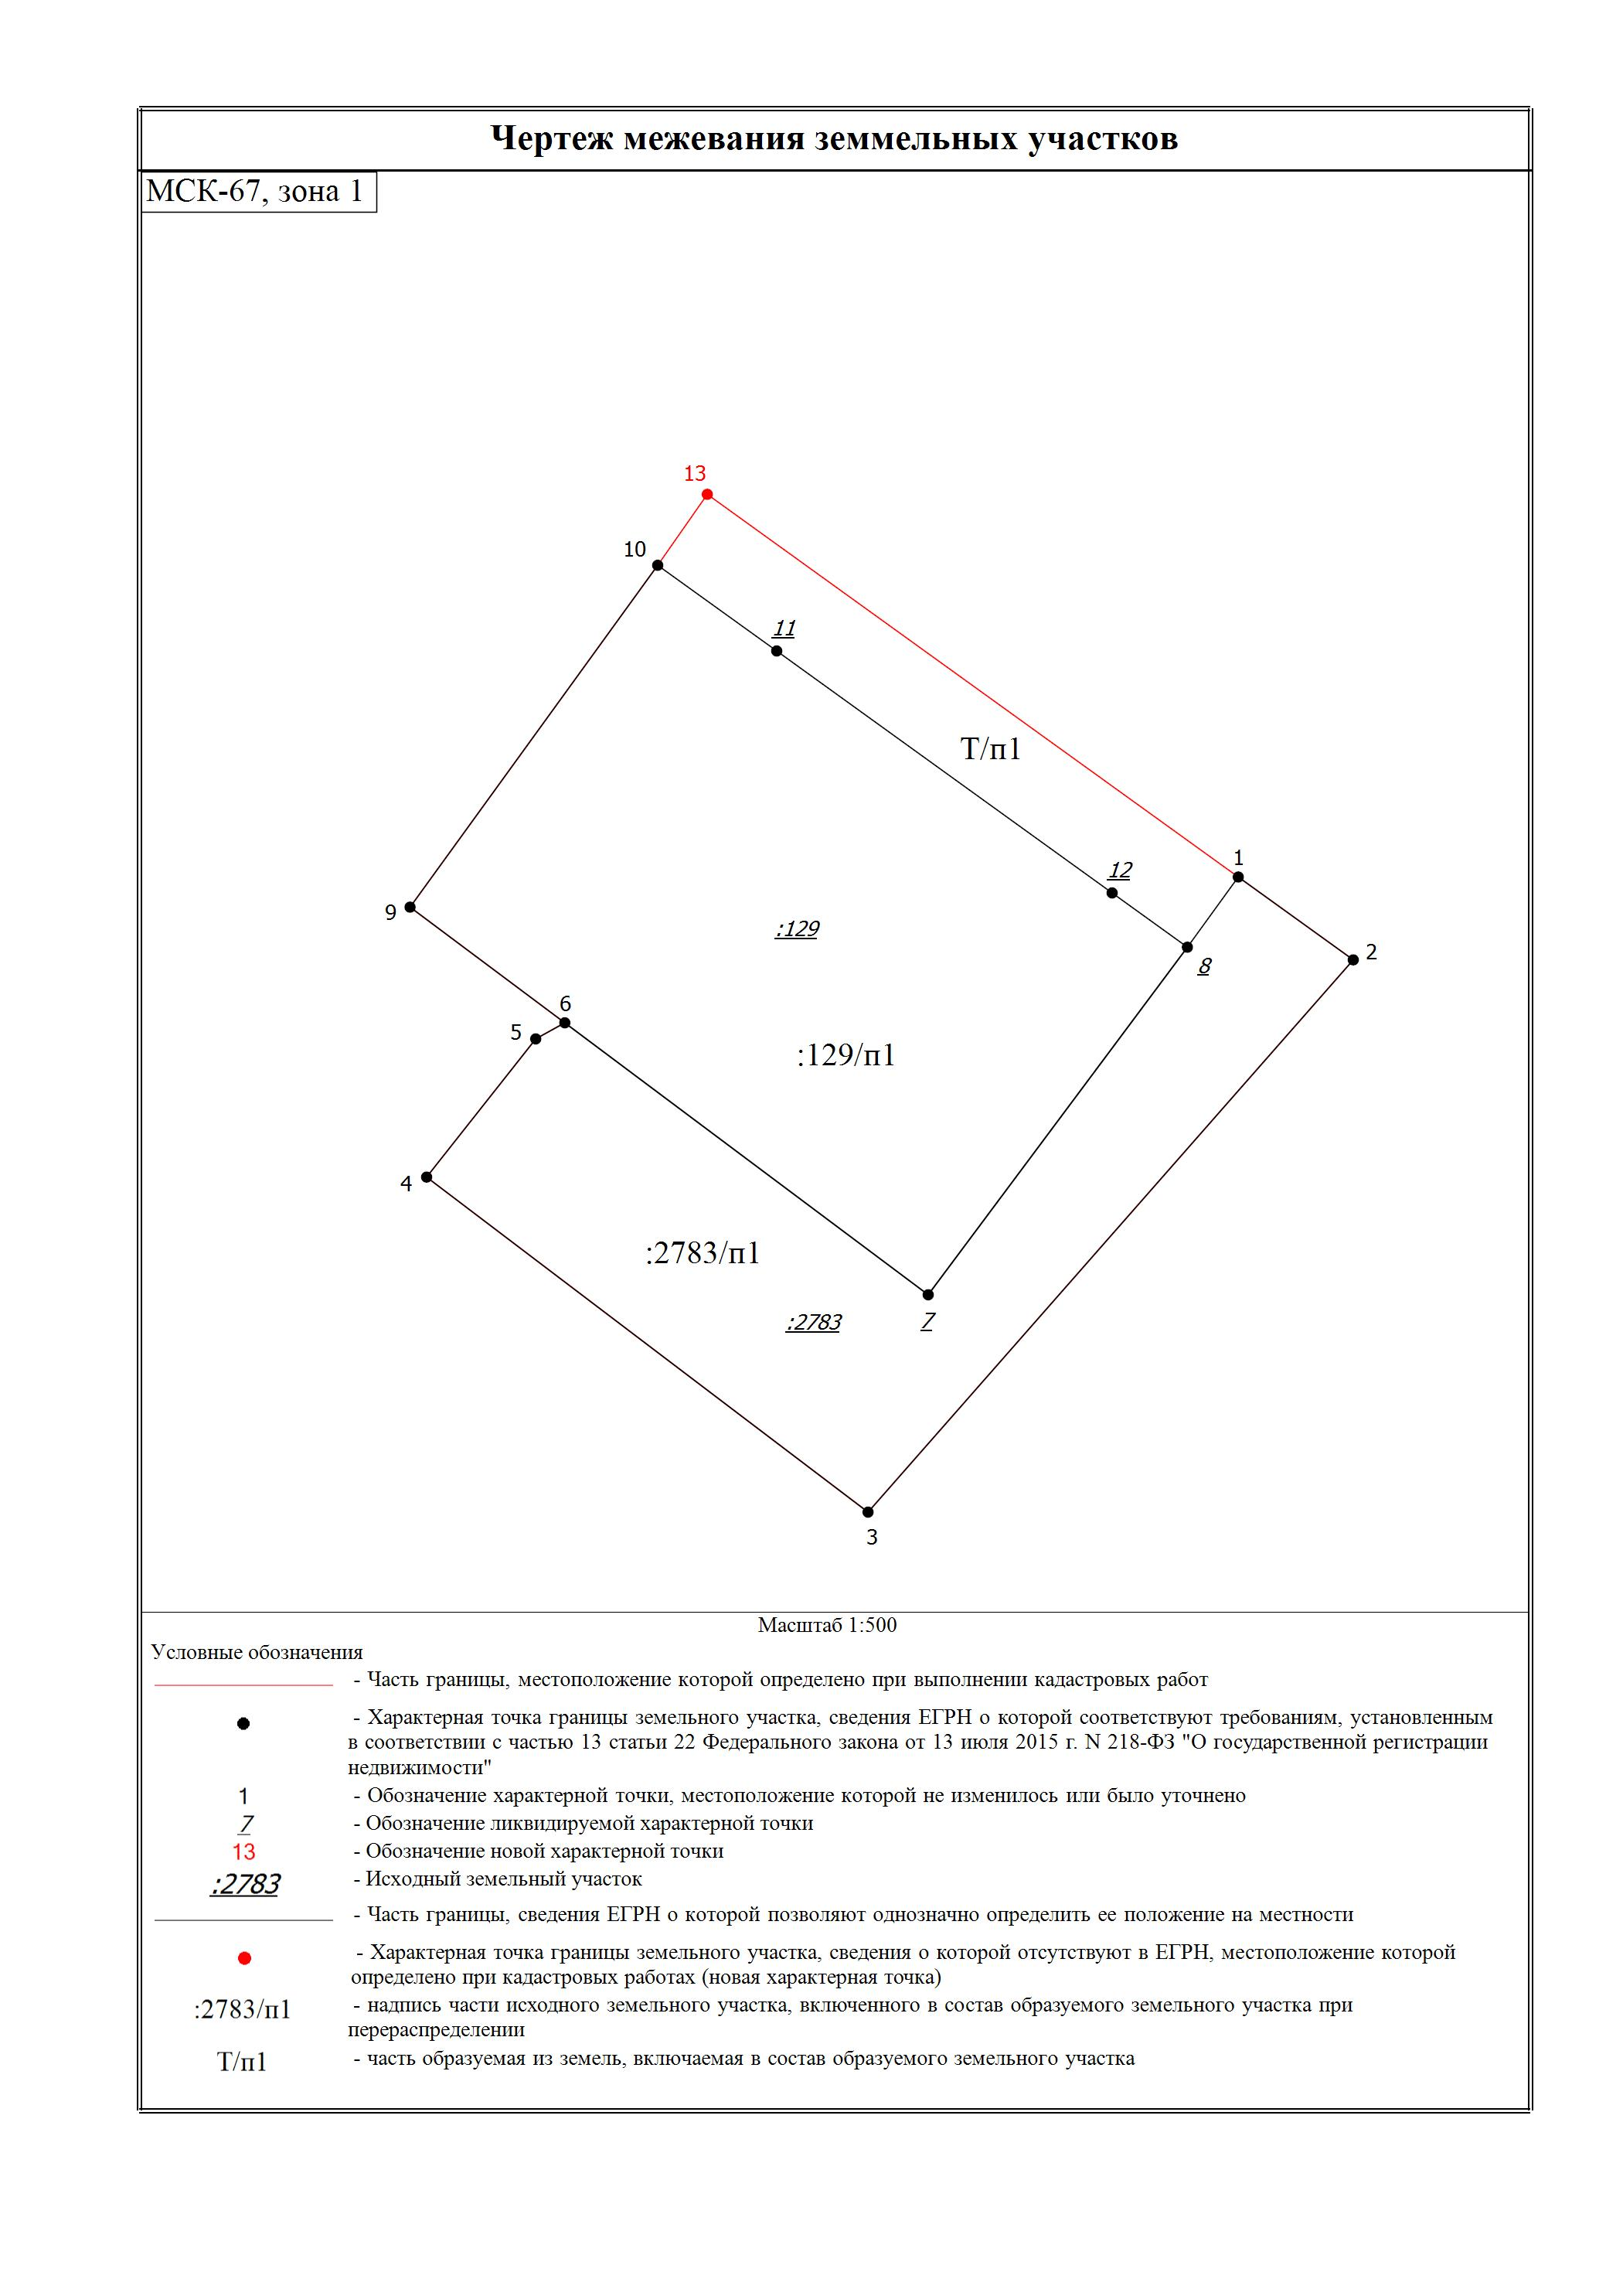 Чертеж межевания земмельных участков
МСК-67, зона 1
13
10
11
Т/п1
1
12
2
8
9
:129
6
5
:129/п1
4
:2783/п1
:2783
7
3
Масштаб 1:500
Условные обозначения
- Часть границы, местоположение которой определено при выполнении кадастровых работ
- Характерная точка границы земельного участка, сведения ЕГРН о которой соответствуют требованиям, установленным
в соответствии с частью 13 статьи 22 Федерального закона от 13 июля 2015 г. N 218-ФЗ "О государственной регистрации
недвижимости"
1 - Обозначение характерной точки, местоположение которой не изменилось или было уточнено
7 - Обозначение ликвидируемой характерной точки
13 - Обозначение новой характерной точки
:2783 - Исходный земельный участок
- Часть границы, сведения ЕГРН о которой позволяют однозначно определить ее положение на местности
- Характерная точка границы земельного участка, сведения о которой отсутствуют в ЕГРН, местоположение которой
определено при кадастровых работах (новая характерная точка)
:2783/п1 - надпись части исходного земельного участка, включенного в состав образуемого земельного участка при
перераспределении
Т/п1 - часть образуемая из земель, включаемая в состав образуемого земельного участка